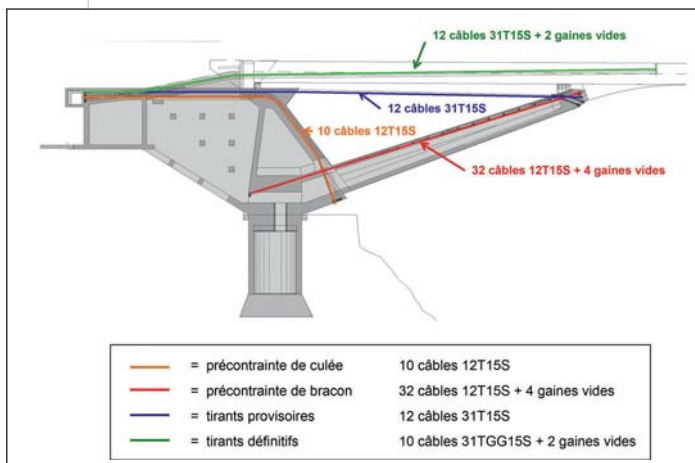 12 câbles 31T15S + 2 gaines vides
12 câbles 31T15S
10 câbles 12T15S
32 câbles 12T15S + 4 gaines vides
= précontrainte de culée 10 câbles 12T15S
= précontrainte de bracon 32 câbles 12T15S + 4 gaines vides
= tirants provisoires 12 câbles 31T15S
= tirants définitifs 10 câbles 31TGG15S + 2 gaines vides